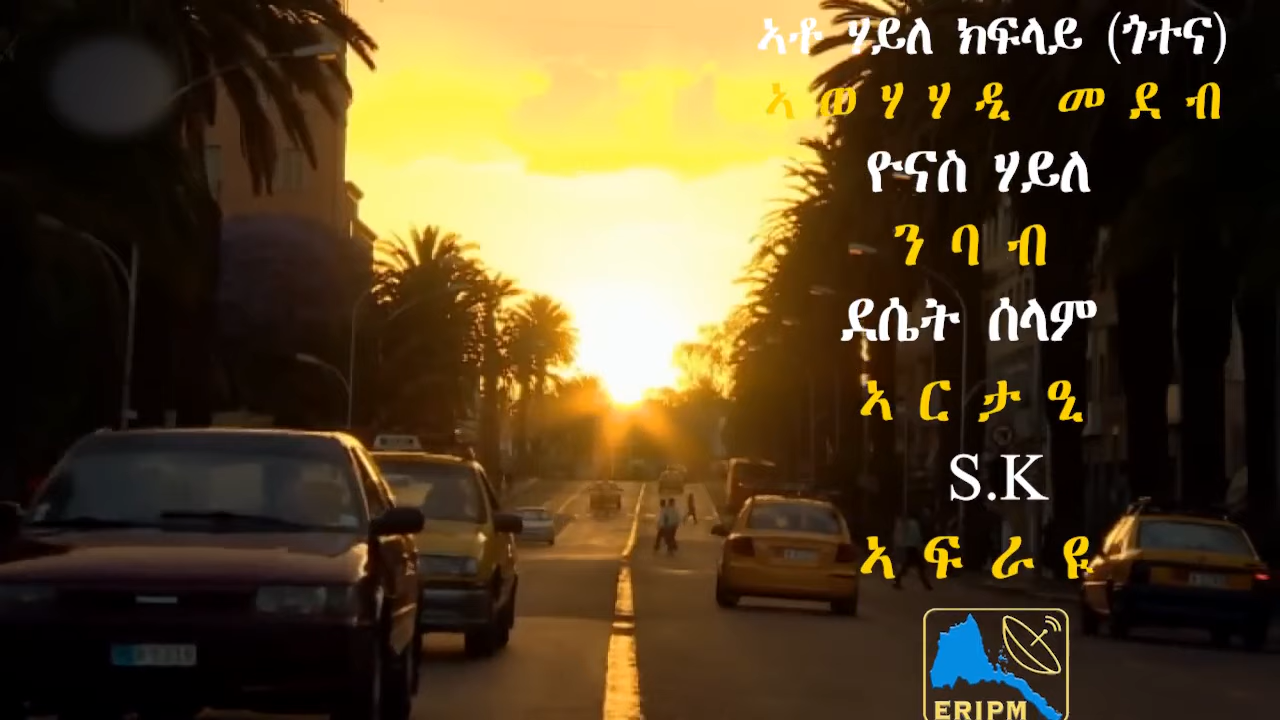 ኣቶ ሃይለ ክፍላይ (ጎተና)
ኣ ወ ሃ ሃ ዲ መ ደ ብ
ዮናስ ሃይለ
ን ባ ብ
ደሴት ሰላም
ኣ ር ታ ዒ
S.K
ኣ ፍ ራ ዪ
ERIPM